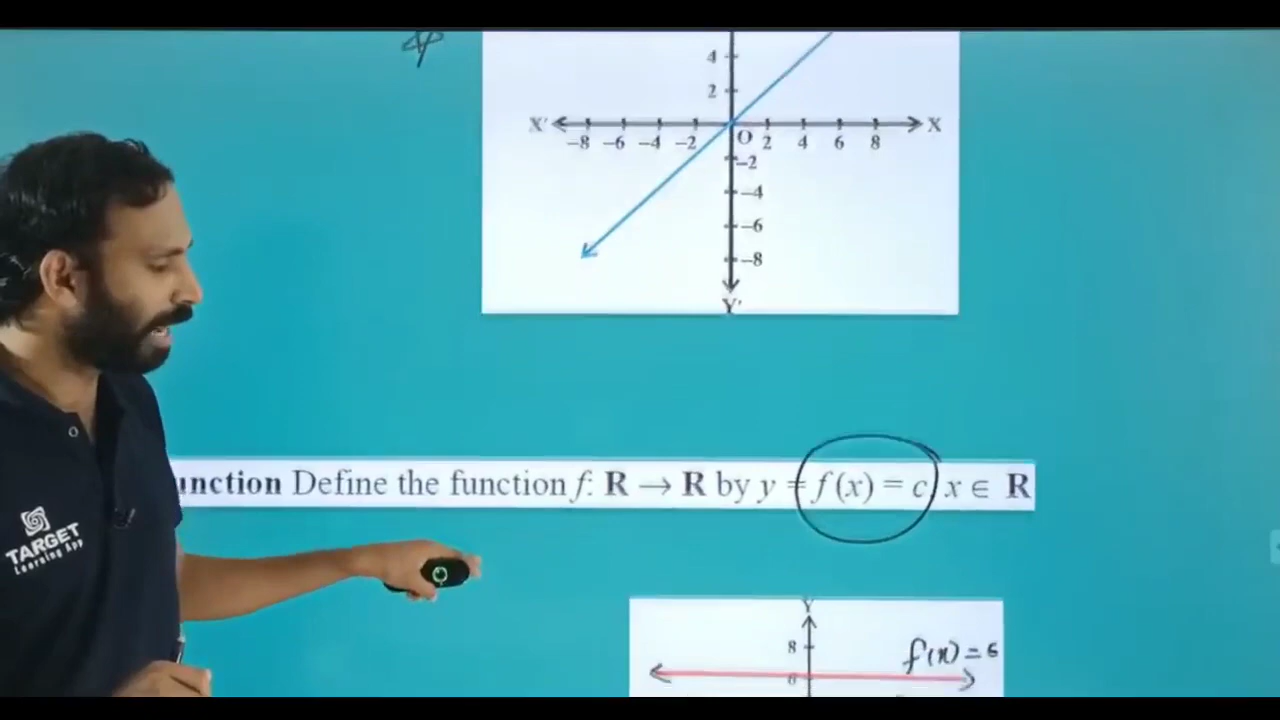 4
2
X'
X
-8 -6 -4 -2 O 2 4 6 8
-2
-4
-6
-8
Y'
unction Define the function f: R → R by y = f(x) = c, x ∈ R
TARGET
Learning App
Y
8
f(x) = 6
6